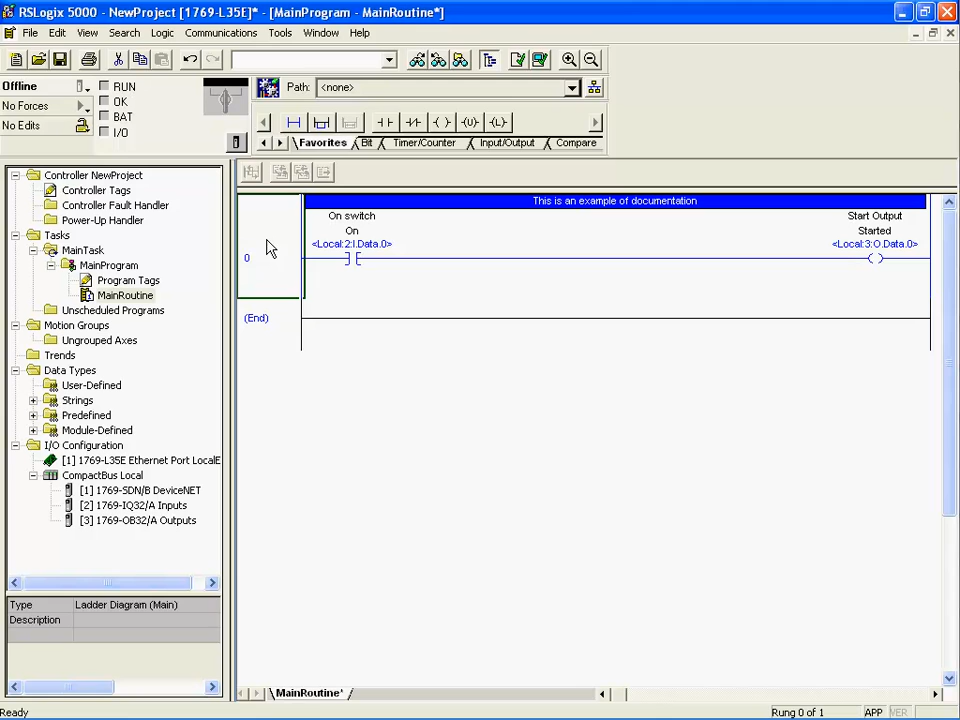 RSLogix 5000 - NewProject [1769-L35E]* - [MainProgram - MainRoutine*]
File Edit View Search Logic Communications Tools Window Help
Offline
RUN
No Forces
OK
No Edits
BAT
I/O
Path: <none>
Favorites Bit Timer/Counter Input/Output Compare
Controller NewProject
Controller Tags
Controller Fault Handler
Power-Up Handler
Tasks
MainTask
MainProgram
Program Tags
MainRoutine
Unscheduled Programs
Motion Groups
Ungrouped Axes
Trends
Data Types
User-Defined
Strings
Predefined
Module-Defined
I/O Configuration
[1] 1769-L35E Ethernet Port LocalE
CompactBus Local
[1] 1769-SDN/B DeviceNET
[2] 1769-IQ32/A Inputs
[3] 1769-OB32/A Outputs
Type Ladder Diagram (Main)
Description
This is an example of documentation
On switch
On
<Local:2:I.Data.0>
Start Output
Started
<Local:3:O.Data.0>
0
(End)
MainRoutine*
Ready
Rung 0 of 1 APP VER